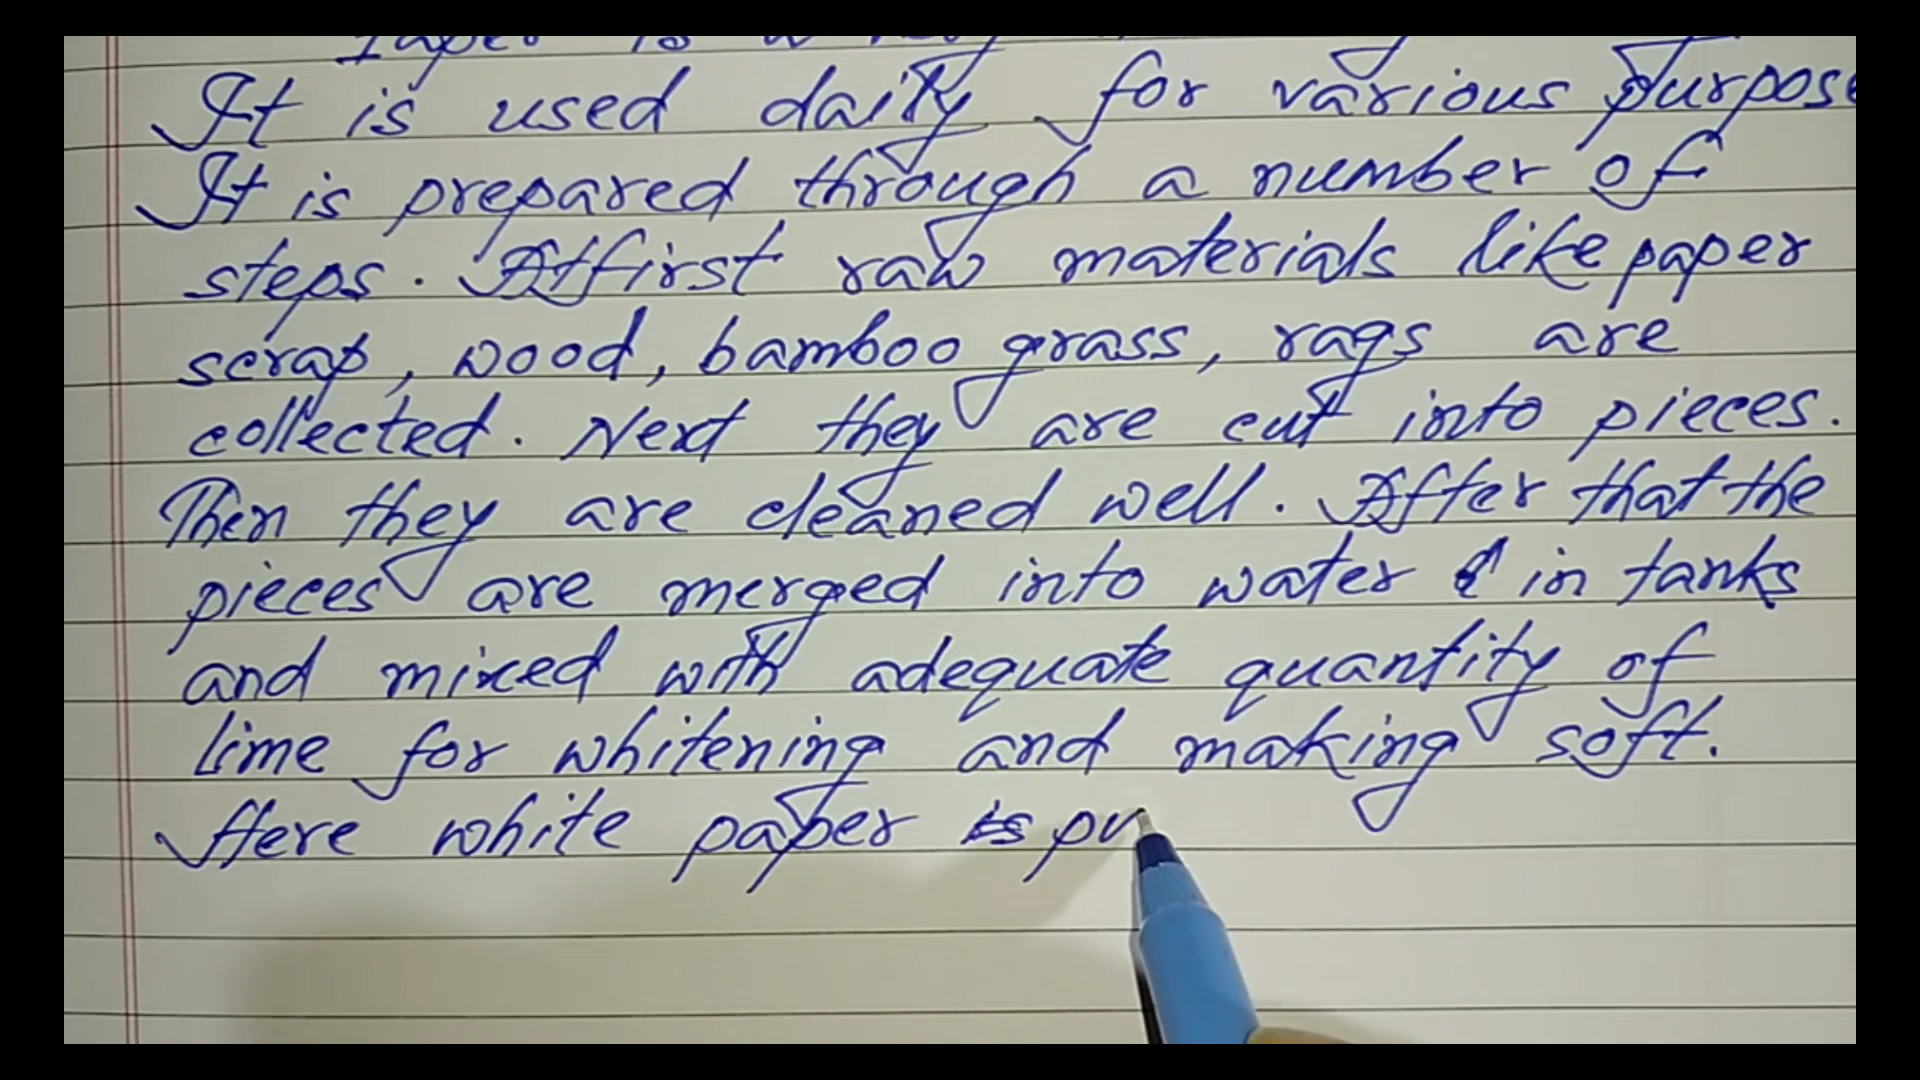 Paper is a
It is used daily for various purpose
It is prepared through a number of
steps. Atfirst raw materials like paper
scrap, wood, bamboo grass, rags are
collected. Next they are cut into pieces.
Then they are cleaned well. After that the
pieces are merged into water in tanks
and mixed with adequate quantity of
lime for whitening and making soft.
Here white paper is